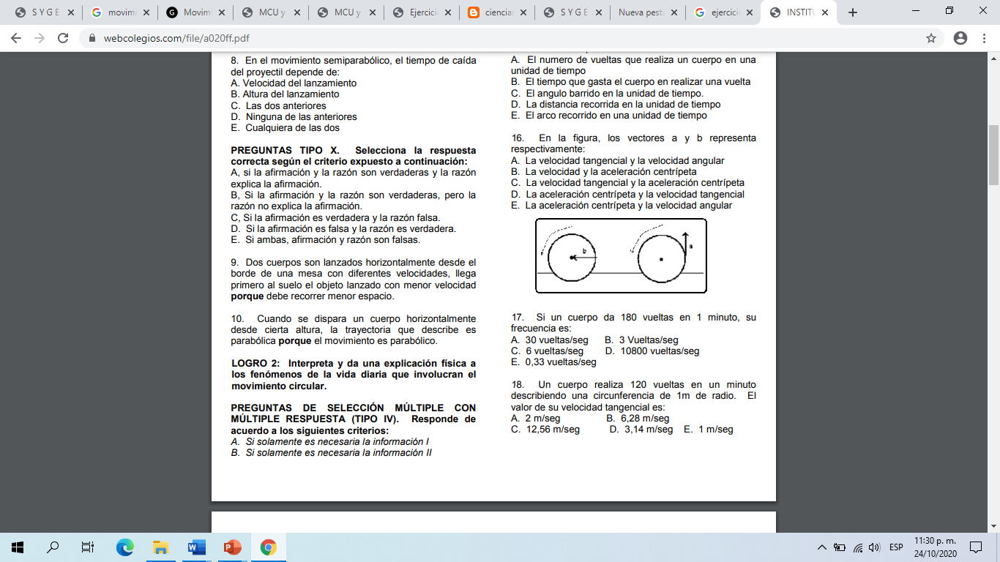 S Y G E
movimi
Movimi
MCU y
MCU y
Ejercicio
ciencias
S Y G E
Nueva pest
ejercicio
INSTITU
webcolegios.com/file/a020ff.pdf
8. En el movimiento semiparabólico, el tiempo de caída
del proyectil depende de:
A. Velocidad del lanzamiento
B. Altura del lanzamiento
C. Las dos anteriores
D. Ninguna de las anteriores
E. Cualquiera de las dos
PREGUNTAS TIPO X. Selecciona la respuesta
correcta según el criterio expuesto a continuación:
A, si la afirmación y la razón son verdaderas y la razón
explica la afirmación.
B, Si la afirmación y la razón son verdaderas, pero la
razón no explica la afirmación.
C, Si la afirmación es verdadera y la razón falsa.
D. Si la afirmación es falsa y la razón es verdadera.
E. Si ambas, afirmación y razón son falsas.
9. Dos cuerpos son lanzados horizontalmente desde el
borde de una mesa con diferentes velocidades, llega
primero al suelo el objeto lanzado con menor velocidad
porque debe recorrer menor espacio.
10. Cuando se dispara un cuerpo horizontalmente
desde cierta altura, la trayectoria que describe es
parabólica porque el movimiento es parabólico.
LOGRO 2: Interpreta y da una explicación física a
los fenómenos de la vida diaria que involucran el
movimiento circular.
PREGUNTAS DE SELECCIÓN MÚLTIPLE CON
MÚLTIPLE RESPUESTA (TIPO IV). Responde de
acuerdo a los siguientes criterios:
A. Si solamente es necesaria la información I
B. Si solamente es necesaria la información II
A. El numero de vueltas que realiza un cuerpo en una
unidad de tiempo
B. El tiempo que gasta el cuerpo en realizar una vuelta
C. El angulo barrido en la unidad de tiempo.
D. La distancia recorrida en la unidad de tiempo
E. El arco recorrido en una unidad de tiempo
16. En la figura, los vectores a y b representa
respectivamente:
A. La velocidad tangencial y la velocidad angular
B. La velocidad y la aceleración centrípeta
C. La velocidad tangencial y la aceleración centrípeta
D. La aceleración centrípeta y la velocidad tangencial
E. La aceleración centrípeta y la velocidad angular
b
a
17. Si un cuerpo da 180 vueltas en 1 minuto, su
frecuencia es:
A. 30 vueltas/seg B. 3 Vueltas/seg
C. 6 vueltas/seg D. 10800 vueltas/seg
E. 0,33 vueltas/seg
18. Un cuerpo realiza 120 vueltas en un minuto
describiendo una circunferencia de 1m de radio. El
valor de su velocidad tangencial es:
A. 2 m/seg B. 6,28 m/seg
C. 12,56 m/seg D. 3,14 m/seg E. 1 m/seg
ESP
11:30 p. m.
24/10/2020